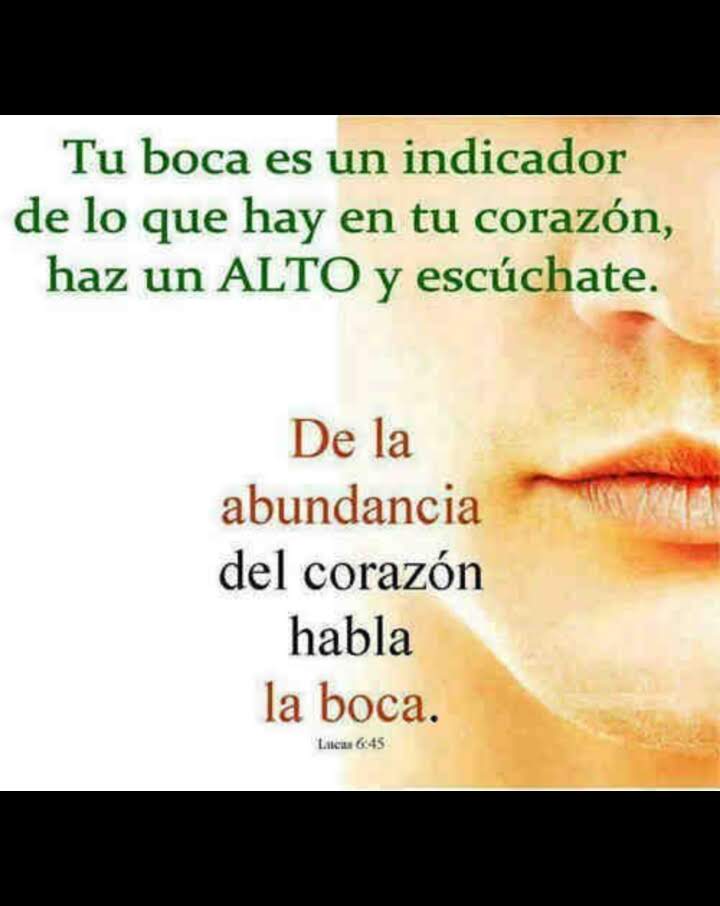 Tu boca es un indicador
de lo que hay en tu corazón,
haz un ALTO y escúchate.
De la
abundancia
del corazón
habla
la boca.
Lucas 6:45